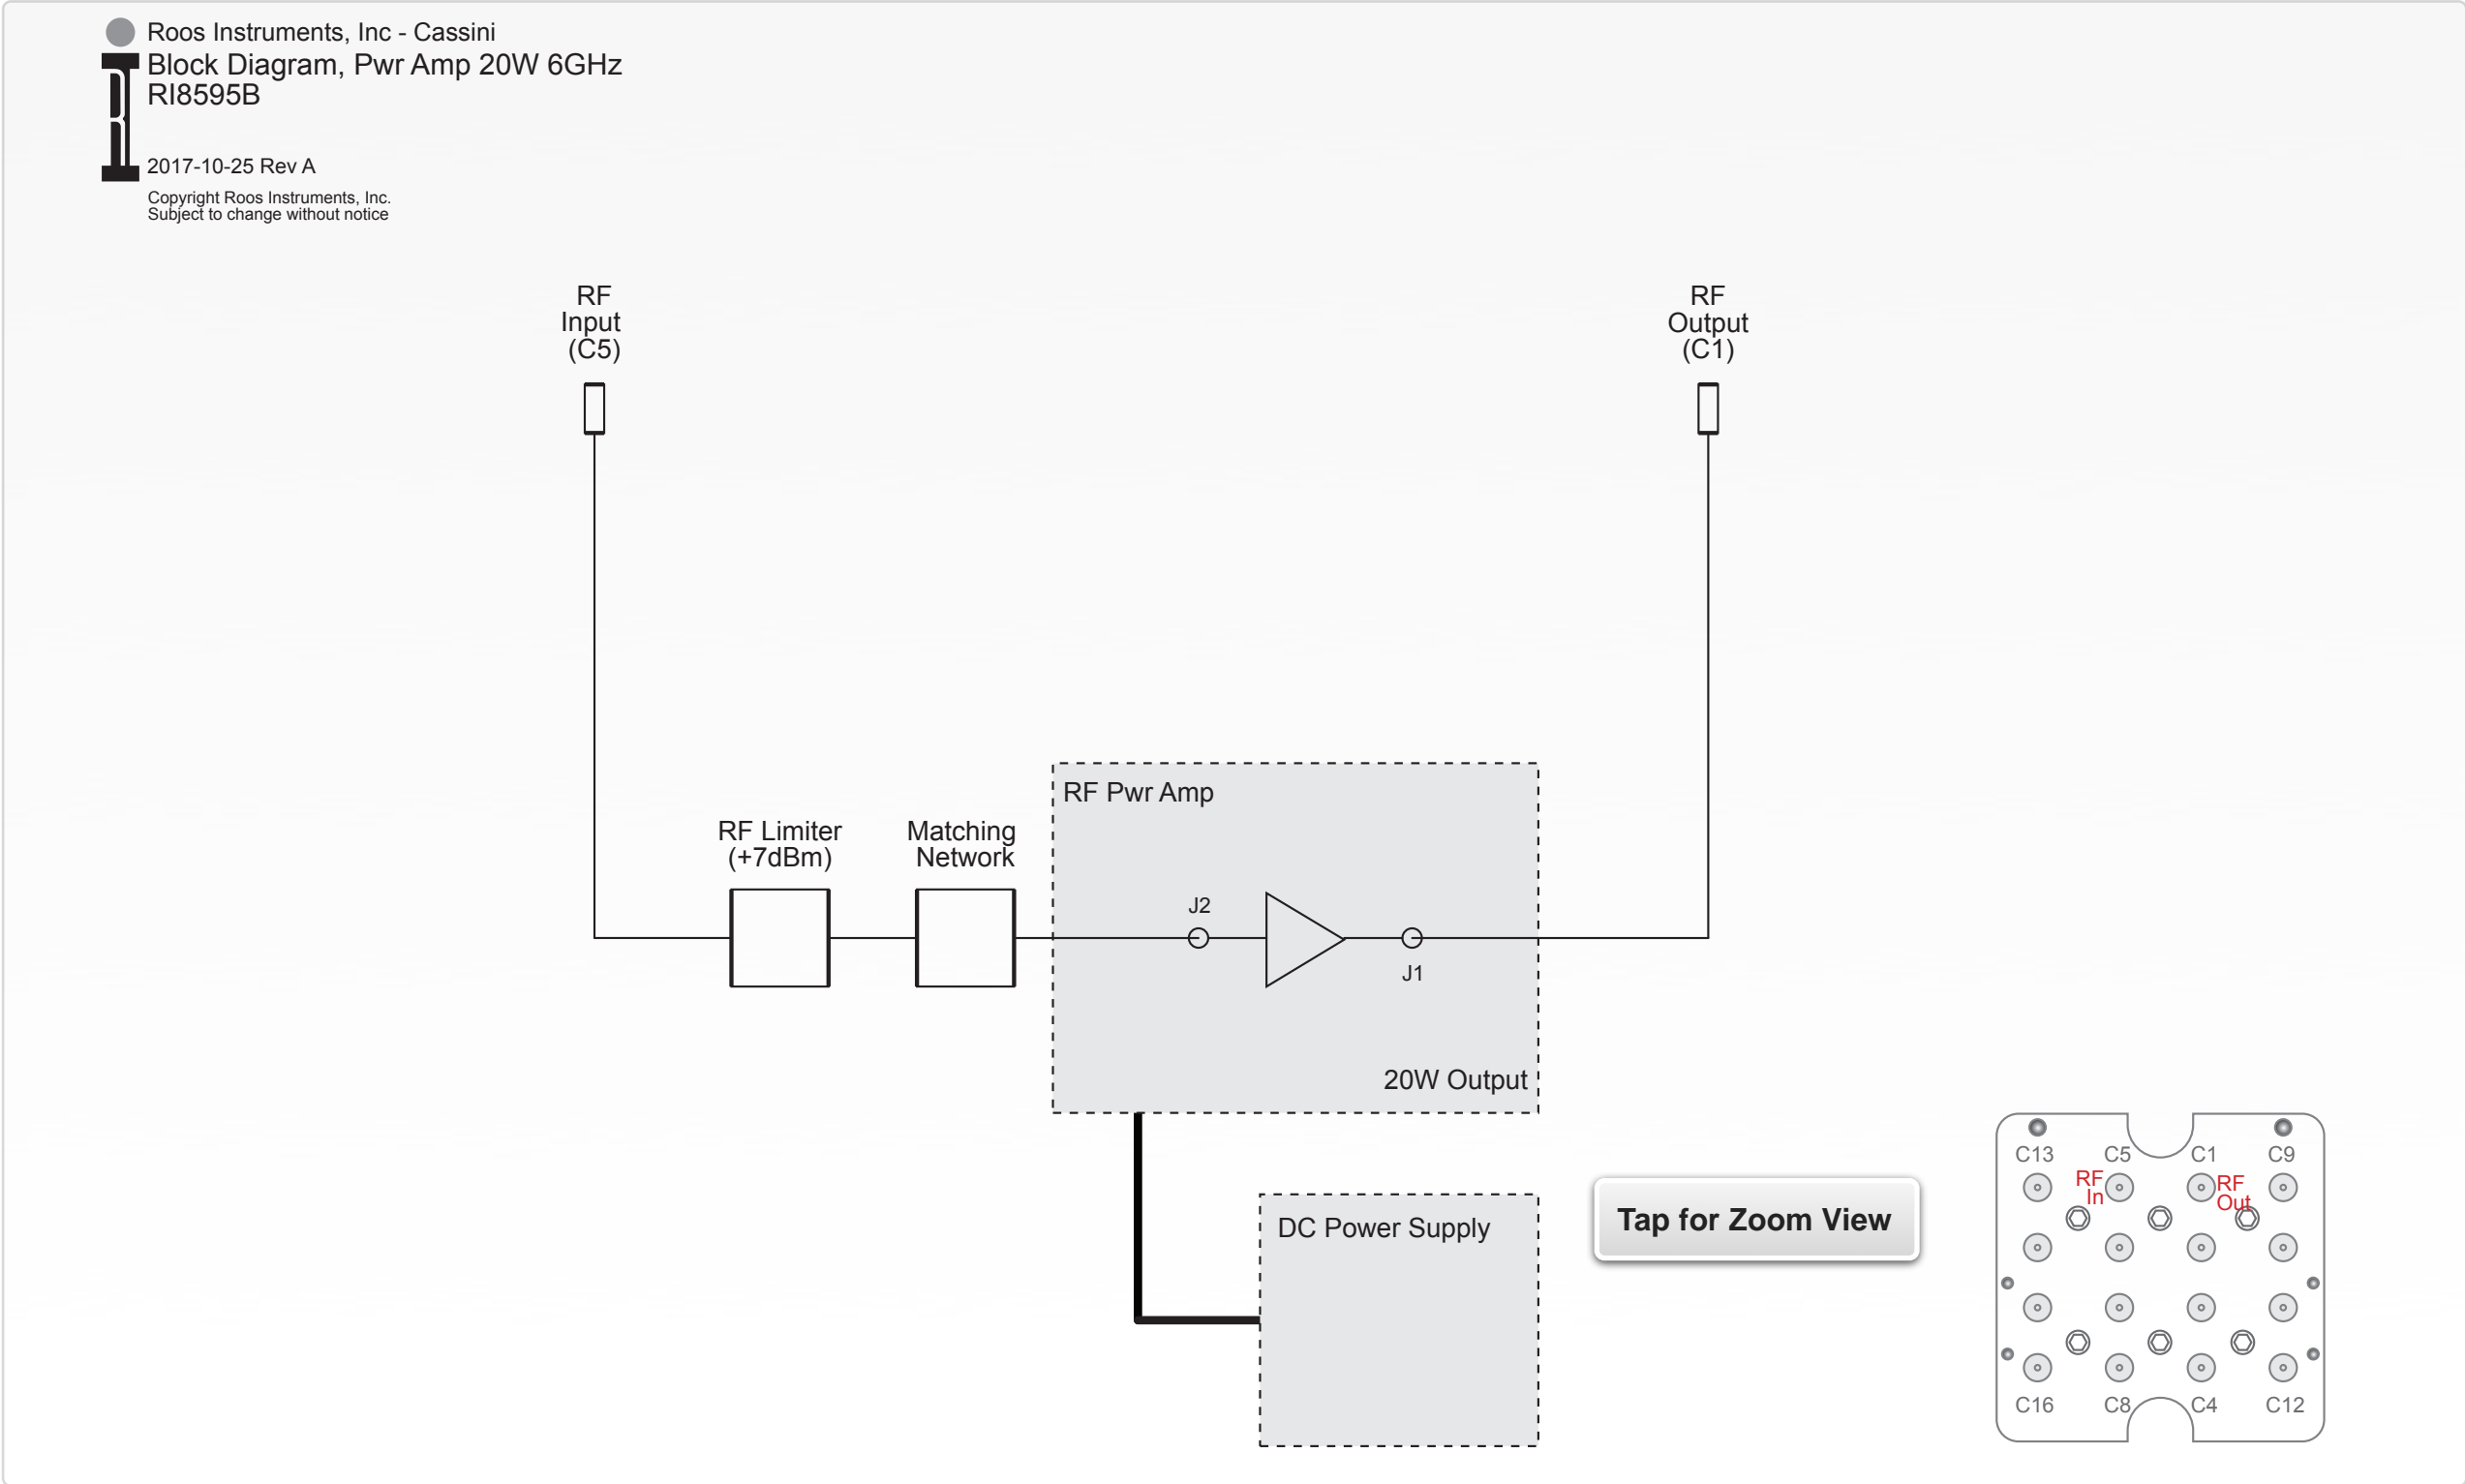 Roos Instruments, Inc - Cassini
Block Diagram, Pwr Amp 20W 6GHz
RI8595B
2017-10-25 Rev A
Copyright Roos Instruments, Inc.
Subject to change without notice
RF
Input
(C5)
RF
Output
(C1)
RF Pwr Amp
RF Limiter
(+7dBm)
Matching
Network
J2
J1
20W Output
DC Power Supply
Tap for Zoom View
C13 C5 C1 C9
RF
In
RF
Out
C16 C8 C4 C12